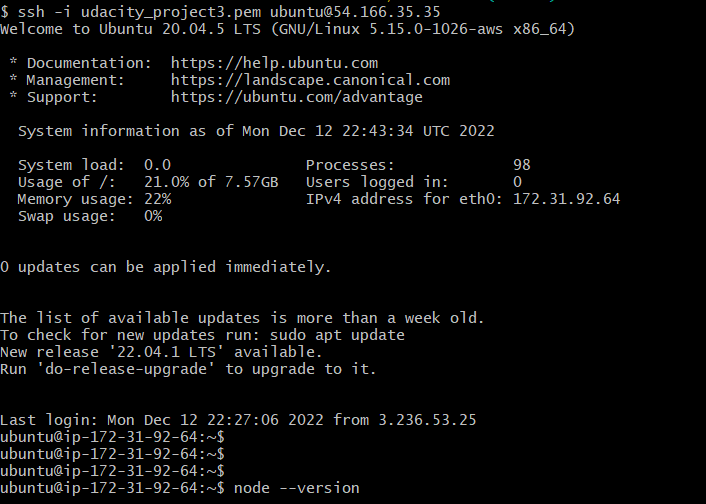 $ ssh -i udacity_project3.pem ubuntu@54.166.35.35
Welcome to Ubuntu 20.04.5 LTS (GNU/Linux 5.15.0-1026-aws x86_64)
* Documentation:  https://help.ubuntu.com
* Management:     https://landscape.canonical.com
* Support:        https://ubuntu.com/advantage
System information as of Mon Dec 12 22:43:34 UTC 2022
System load:  0.0               Processes:             98
Usage of /:   21.0% of 7.57GB   Users logged in:       0
Memory usage: 22%               IPv4 address for eth0: 172.31.92.64
Swap usage:   0%
0 updates can be applied immediately.
The list of available updates is more than a week old.
To check for new updates run: sudo apt update
New release '22.04.1 LTS' available.
Run 'do-release-upgrade' to upgrade to it.
Last login: Mon Dec 12 22:27:06 2022 from 3.236.53.25
ubuntu@ip-172-31-92-64:~$
ubuntu@ip-172-31-92-64:~$
ubuntu@ip-172-31-92-64:~$
ubuntu@ip-172-31-92-64:~$ node --version